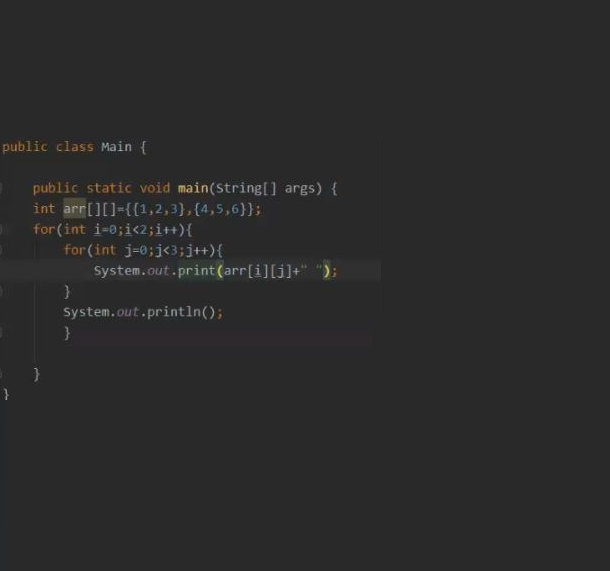 public class Main {
public static void main(String[] args) {
int arr[][]={{1,2,3},{4,5,6}};
for(int i=0;i<2;i++){
for(int j=0;j<3;j++){
System.out.print(arr[i][j]+" ");
}
System.out.println();
}
}
}